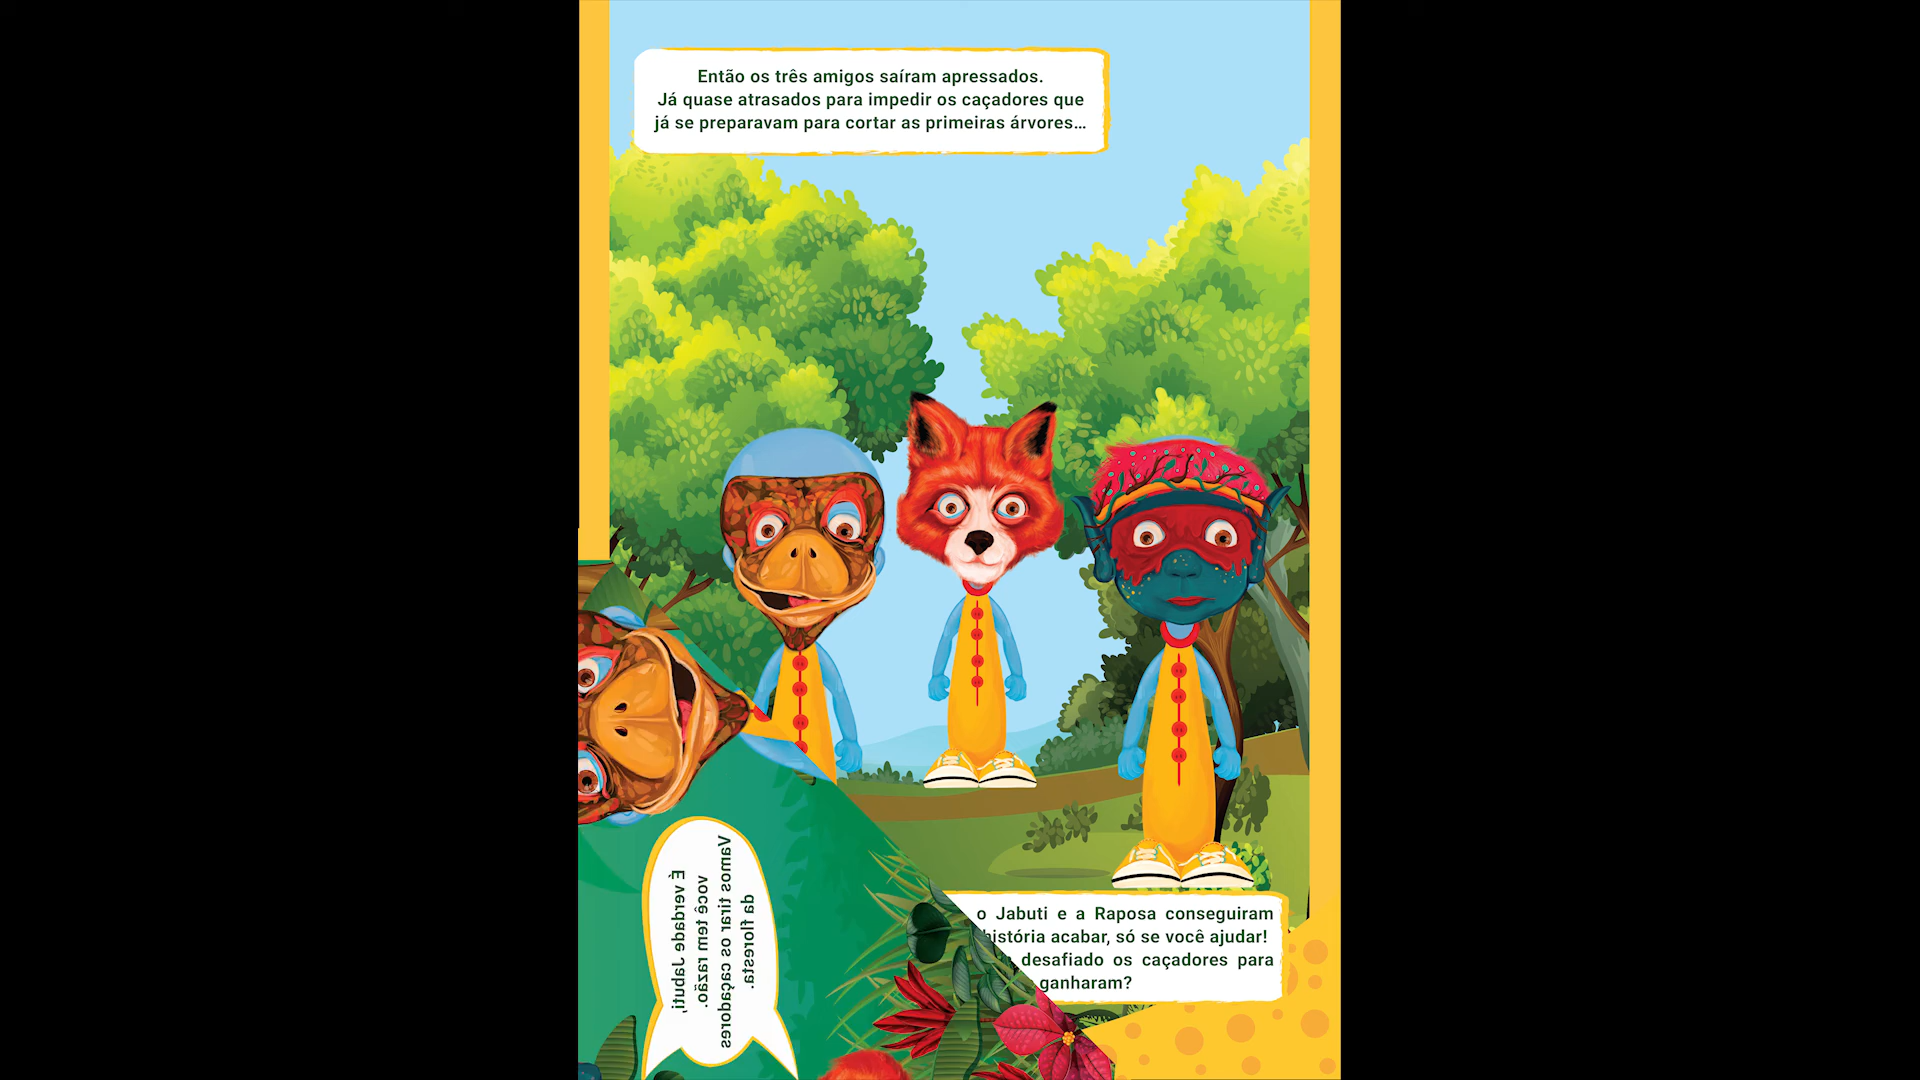 Então os três amigos saíram apressados.
Já quase atrasados para impedir os caçadores que
já se preparavam para cortar as primeiras árvores...
É verdade Jabuti,
você tem razão.
Vamos tirar os caçadores
da floresta.
o Jabuti e a Raposa conseguiram
história acabar, só se você ajudar!
desafiado os caçadores para
ganharam?